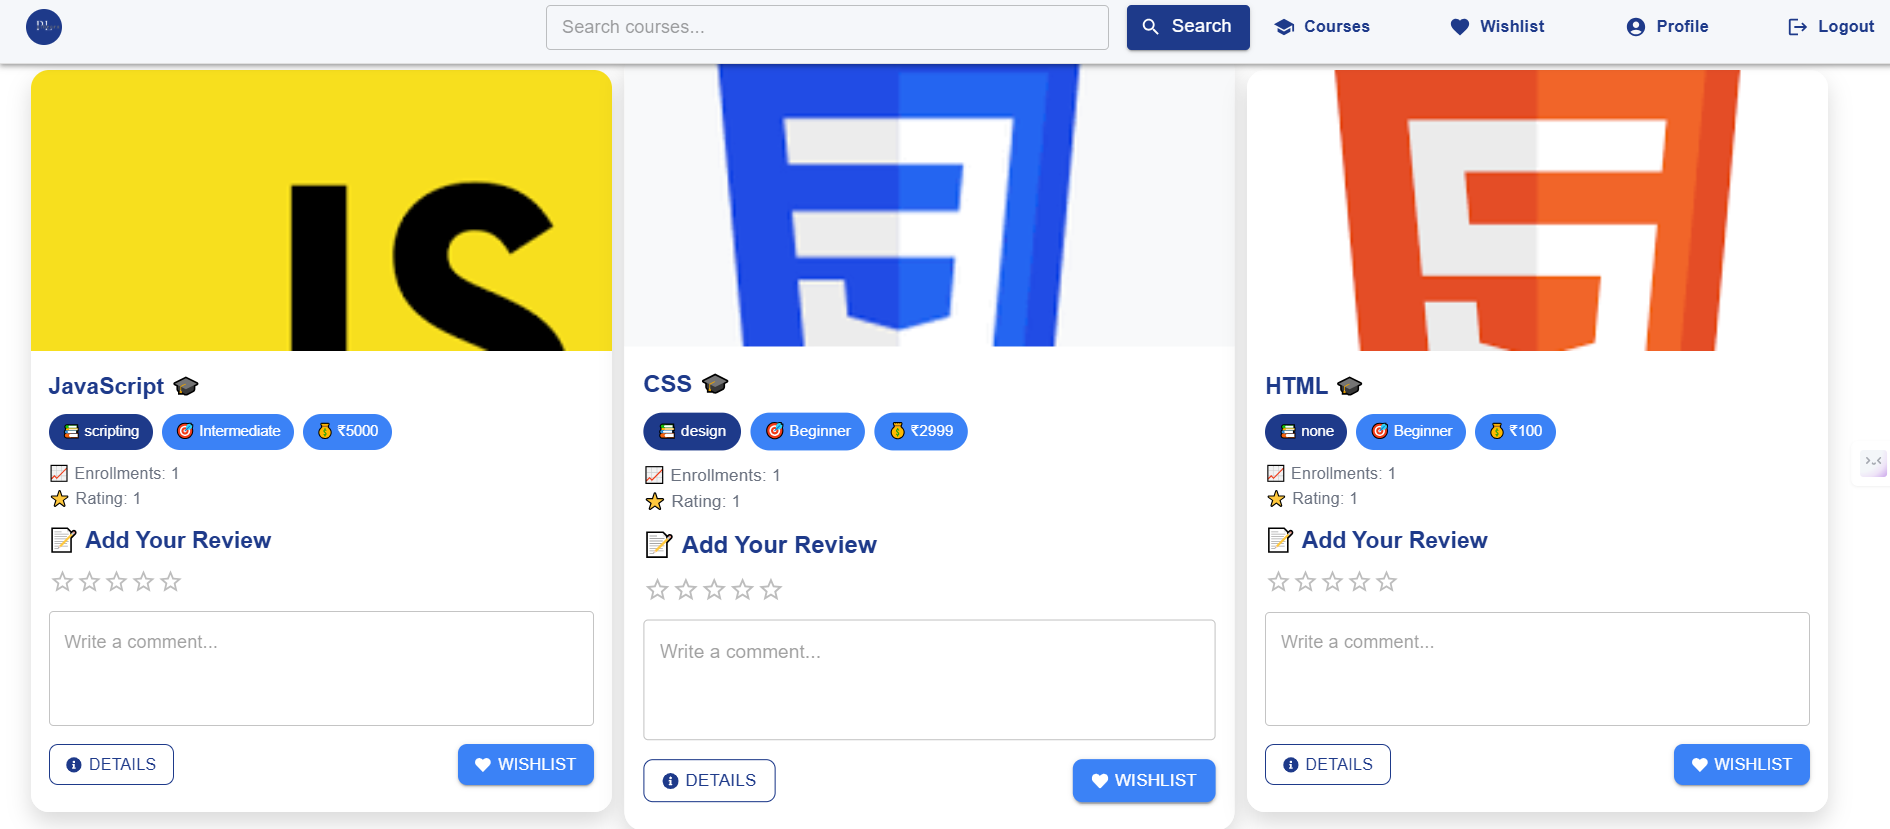 Search courses...
Search
Courses
Wishlist
Profile
Logout
JS
JavaScript
scripting
Intermediate
₹5000
Enrollments: 1
Rating: 1
Add Your Review
Write a comment...
DETAILS
WISHLIST
CSS
design
Beginner
₹2999
Enrollments: 1
Rating: 1
Add Your Review
Write a comment...
DETAILS
WISHLIST
HTML
none
Beginner
₹100
Enrollments: 1
Rating: 1
Add Your Review
Write a comment...
DETAILS
WISHLIST